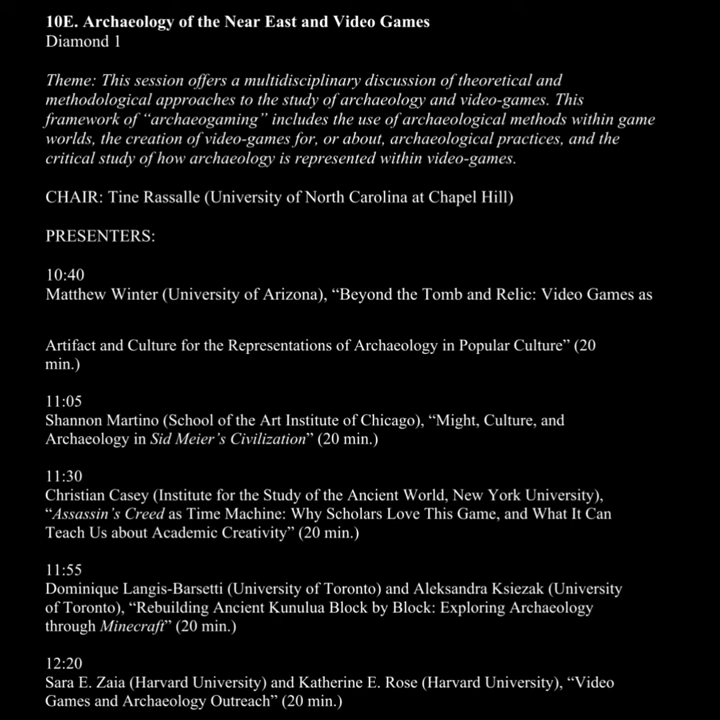 10E. Archaeology of the Near East and Video Games
Diamond 1
Theme: This session offers a multidisciplinary discussion of theoretical and
methodological approaches to the study of archaeology and video-games. This
framework of “archaeogaming” includes the use of archaeological methods within game
worlds, the creation of video-games for, or about, archaeological practices, and the
critical study of how archaeology is represented within video-games.
CHAIR: Tine Rassalle (University of North Carolina at Chapel Hill)
PRESENTERS:
10:40
Matthew Winter (University of Arizona), “Beyond the Tomb and Relic: Video Games as
Artifact and Culture for the Representations of Archaeology in Popular Culture” (20
min.)
11:05
Shannon Martino (School of the Art Institute of Chicago), “Might, Culture, and
Archaeology in Sid Meier’s Civilization” (20 min.)
11:30
Christian Casey (Institute for the Study of the Ancient World, New York University),
“Assassin’s Creed as Time Machine: Why Scholars Love This Game, and What It Can
Teach Us about Academic Creativity” (20 min.)
11:55
Dominique Langis-Barsetti (University of Toronto) and Aleksandra Ksiezak (University
of Toronto), “Rebuilding Ancient Kunulua Block by Block: Exploring Archaeology
through Minecraft” (20 min.)
12:20
Sara E. Zaia (Harvard University) and Katherine E. Rose (Harvard University), “Video
Games and Archaeology Outreach” (20 min.)